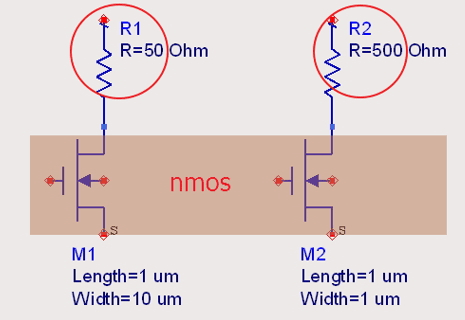 R1
R=50 Ohm
R2
R=500 Ohm
nmos
S
S
M1
Length=1 um
Width=10 um
M2
Length=1 um
Width=1 um